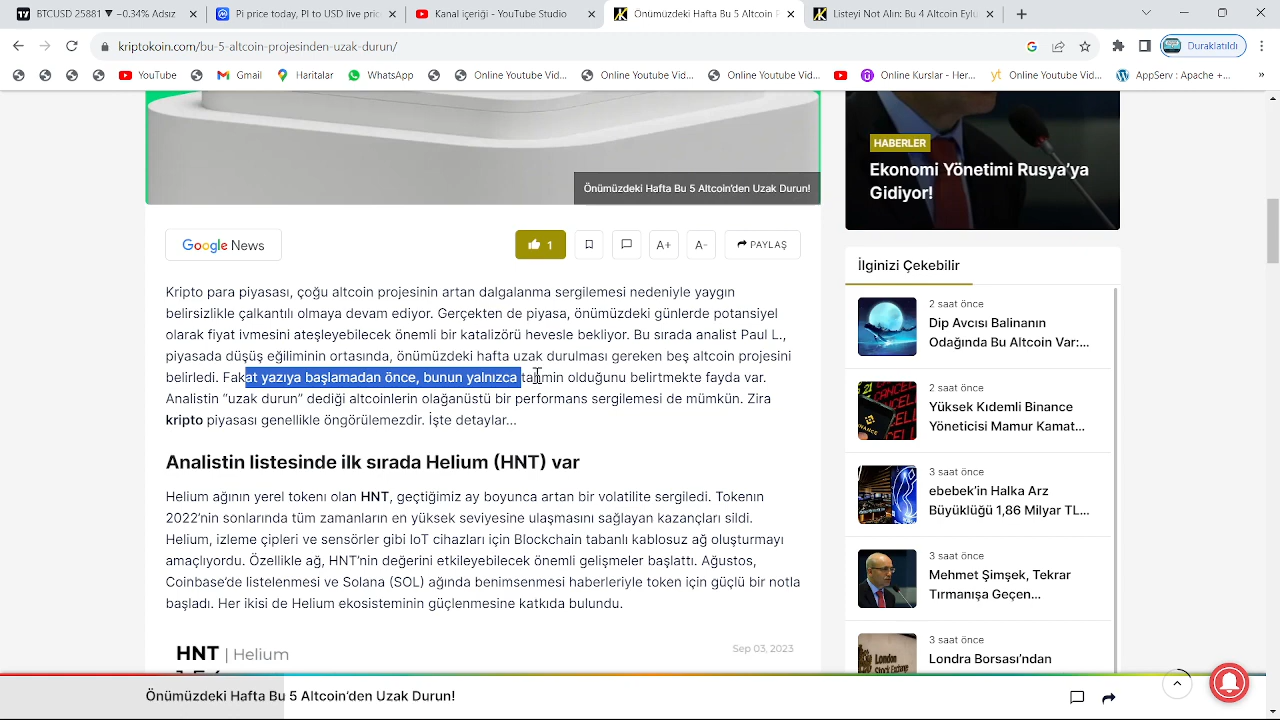 BTCUSD 25881 ▼ −0.34% Adsız
Pi price today, PI to USD live pric
Kanal içeriği - YouTube Studio
Önümüzdeki Hafta Bu 5 Altcoin P
Listeyi Not Alın: Altcoin Eylü
kriptokoin.com/bu-5-altcoin-projesinden-uzak-durun/
Duraklatıldı
YouTube
Gmail
Haritalar
WhatsApp
Online Youtube Vid...
Online Youtube Vid...
Online Youtube Vid...
Online Kurslar - Her...
Online Youtube Vid...
AppServ : Apache +...
Önümüzdeki Hafta Bu 5 Altcoin’den Uzak Durun!
Google News
1
A+
A-
PAYLAŞ
Kripto para piyasası, çoğu altcoin projesinin artan dalgalanma sergilemesi nedeniyle yaygın
belirsizlikle çalkantılı olmaya devam ediyor. Gerçekten de piyasa, önümüzdeki günlerde potansiyel
olarak fiyat ivmesini ateşleyebilecek önemli bir katalizörü hevesle bekliyor. Bu sırada analist Paul L.,
piyasada düşüş eğiliminin ortasında, önümüzdeki hafta uzak durulması gereken beş altcoin projesini
belirledi. Fakat yazıya başlamadan önce, bunun yalnızca tahmin olduğunu belirtmekte fayda var.
Analistin “uzak durun” dediği altcoinlerin olağanüstü bir perfomans sergilemesi de mümkün. Zira
kripto piyasası genellikle öngörülemezdir. İşte detaylar…
Analistin listesinde ilk sırada Helium (HNT) var
Helium ağının yerel tokenı olan HNT, geçtiğimiz ay boyunca artan bir volatilite sergiledi. Tokenın
2022’nin sonlarında tüm zamanların en yüksek seviyesine ulaşmasını sağlayan kazançları sildi.
Helium, izleme çipleri ve sensörler gibi IoT cihazları için Blockchain tabanlı kablosuz ağ oluşturmayı
amaçlıyordu. Özellikle ağ, HNT’nin değerini etkileyebilecek önemli gelişmeler başlattı. Ağustos,
Coinbase’de listelenmesi ve Solana (SOL) ağında benimsenmesi haberleriyle token için güçlü bir notla
başladı. Her ikisi de Helium ekosisteminin güçlenmesine katkıda bulundu.
HNT | Helium
Sep 03, 2023
HABERLER
Ekonomi Yönetimi Rusya’ya
Gidiyor!
İlginizi Çekebilir
2 saat önce
Dip Avcısı Balinanın
Odağında Bu Altcoin Var:...
2 saat önce
Yüksek Kıdemli Binance
Yöneticisi Mamur Kamat...
3 saat önce
ebebek’in Halka Arz
Büyüklüğü 1,86 Milyar TL...
3 saat önce
Mehmet Şimşek, Tekrar
Tırmanışa Geçen...
3 saat önce
Londra Borsası’ndan
Önümüzdeki Hafta Bu 5 Altcoin’den Uzak Durun!